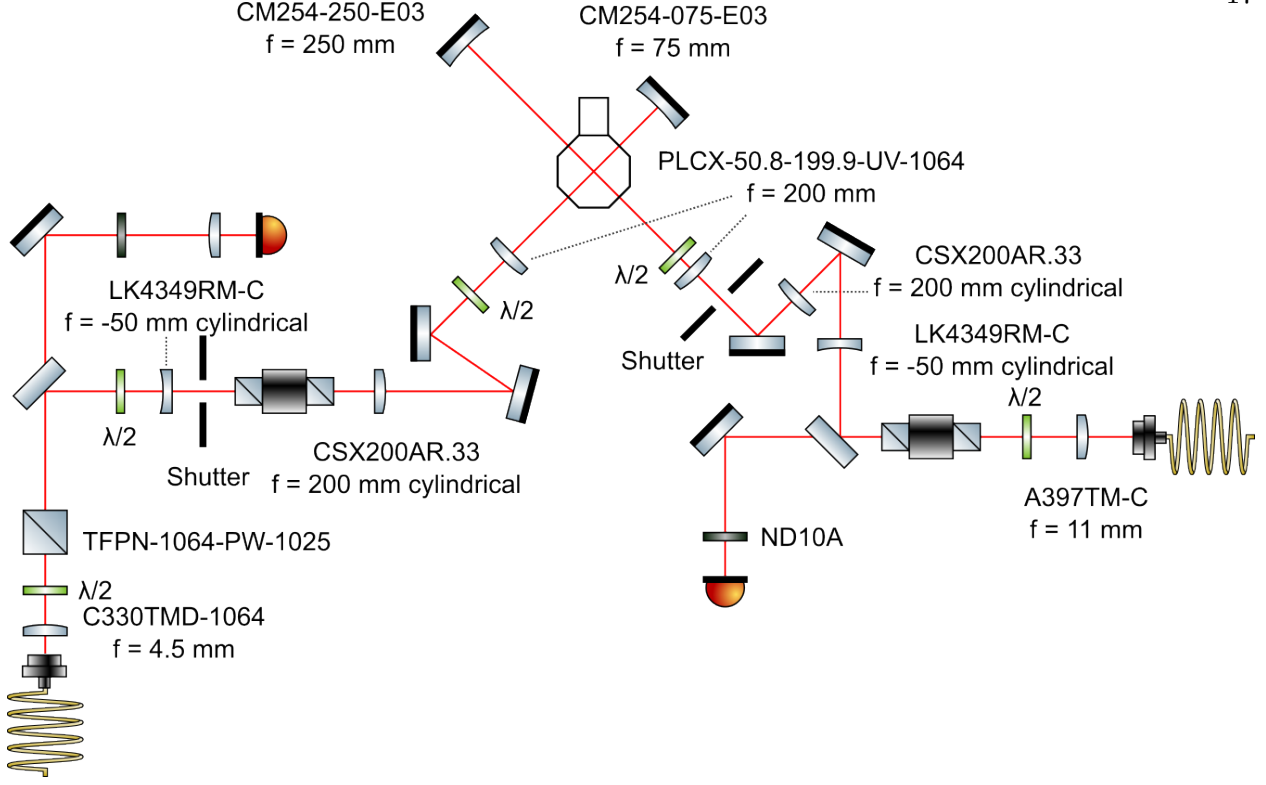 CM254-250-E03
f = 250 mm
CM254-075-E03
f = 75 mm
PLCX-50.8-199.9-UV-1064
f = 200 mm
LK4349RM-C
f = -50 mm cylindrical
λ/2
λ/2
CSX200AR.33
f = 200 mm cylindrical
Shutter
LK4349RM-C
f = -50 mm cylindrical
λ/2
λ/2
Shutter
CSX200AR.33
f = 200 mm cylindrical
A397TM-C
f = 11 mm
TFPN-1064-PW-1025
ND10A
λ/2
C330TMD-1064
f = 4.5 mm